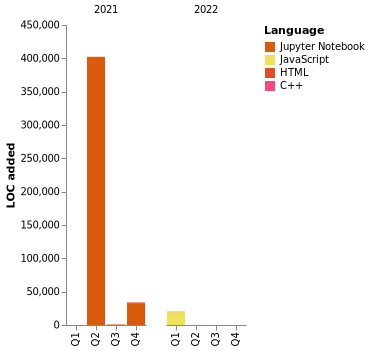 2021 2022
Language
Jupyter Notebook
JavaScript
HTML
C++
LOC added
450,000
400,000
350,000
300,000
250,000
200,000
150,000
100,000
50,000
0
Q1 Q2 Q3 Q4 Q1 Q2 Q3 Q4